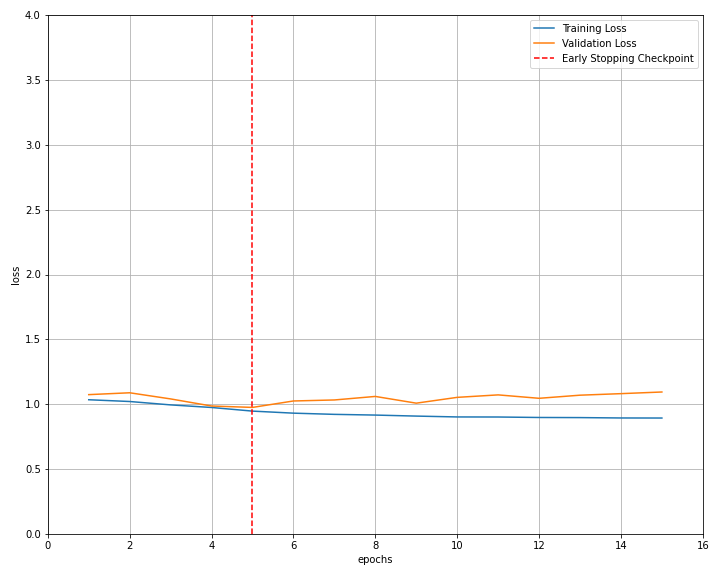 4.0
3.5
3.0
2.5
2.0
1.5
1.0
0.5
0.0
loss
Training Loss
Validation Loss
Early Stopping Checkpoint
0 2 4 6 8 10 12 14 16
epochs